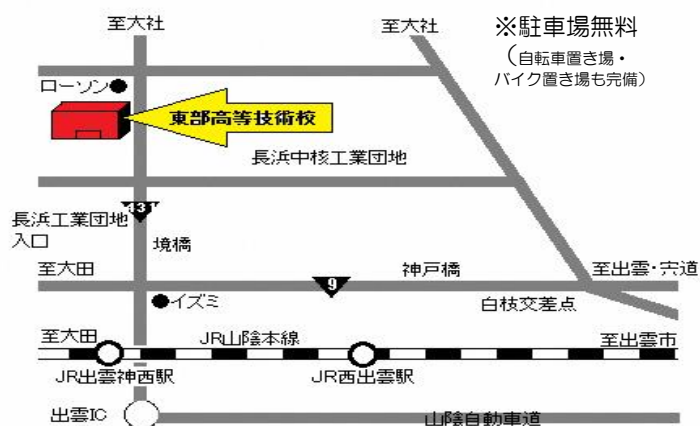 至大社
至大社
※駐車場無料
（自転車置き場・
バイク置き場も完備）
ローソン
東部高等技術校
長浜中核工業団地
長浜工業団地
入口
431
境橋
至大田
9
神戸橋
至出雲・宍道
イズミ
白枝交差点
至大田
JR山陰本線
至出雲市
JR出雲神西駅
JR西出雲駅
出雲IC
山陰自動車道